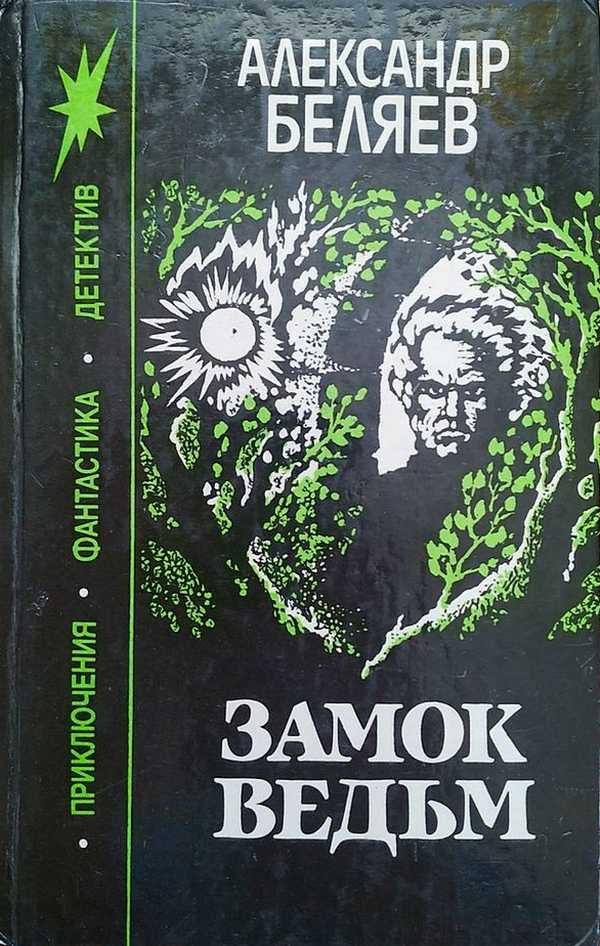 АЛЕКСАНДР
БЕЛЯЕВ
• ПРИКЛЮЧЕНИЯ • ФАНТАСТИКА • ДЕТЕКТИВ
ЗАМОК
ВЕДЬМ